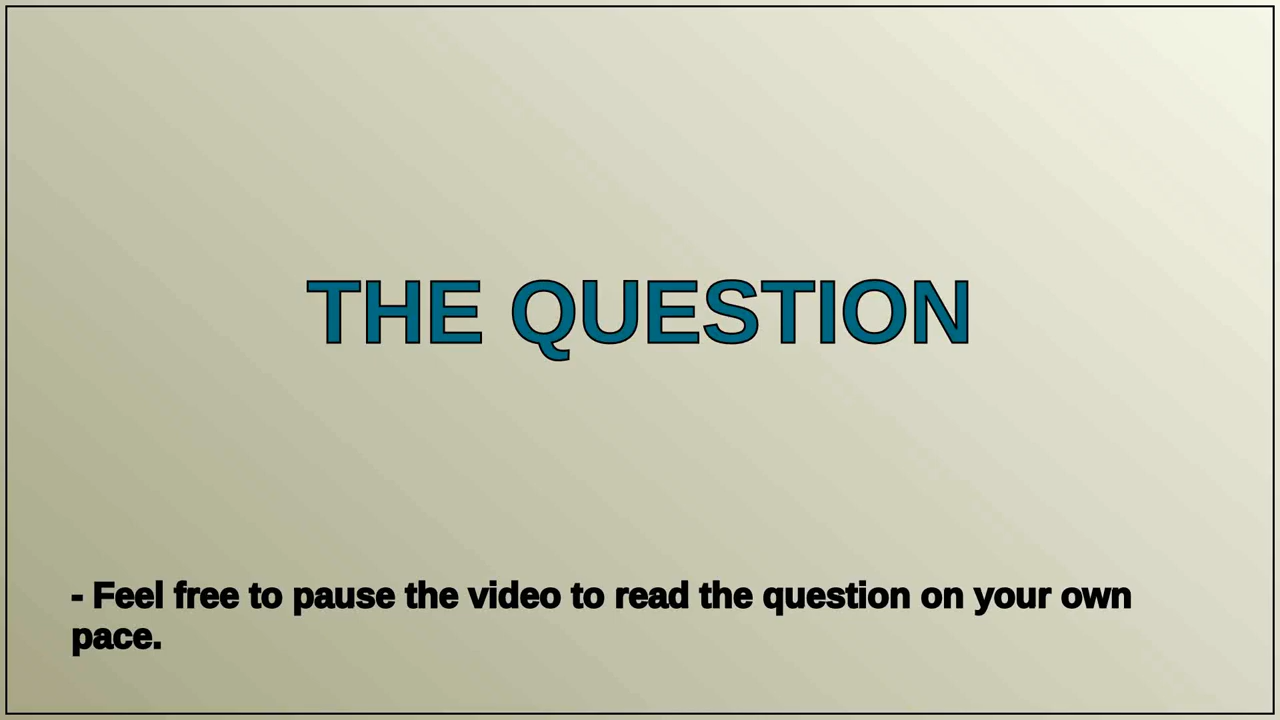 THE QUESTION
- Feel free to pause the video to read the question on your own
pace.